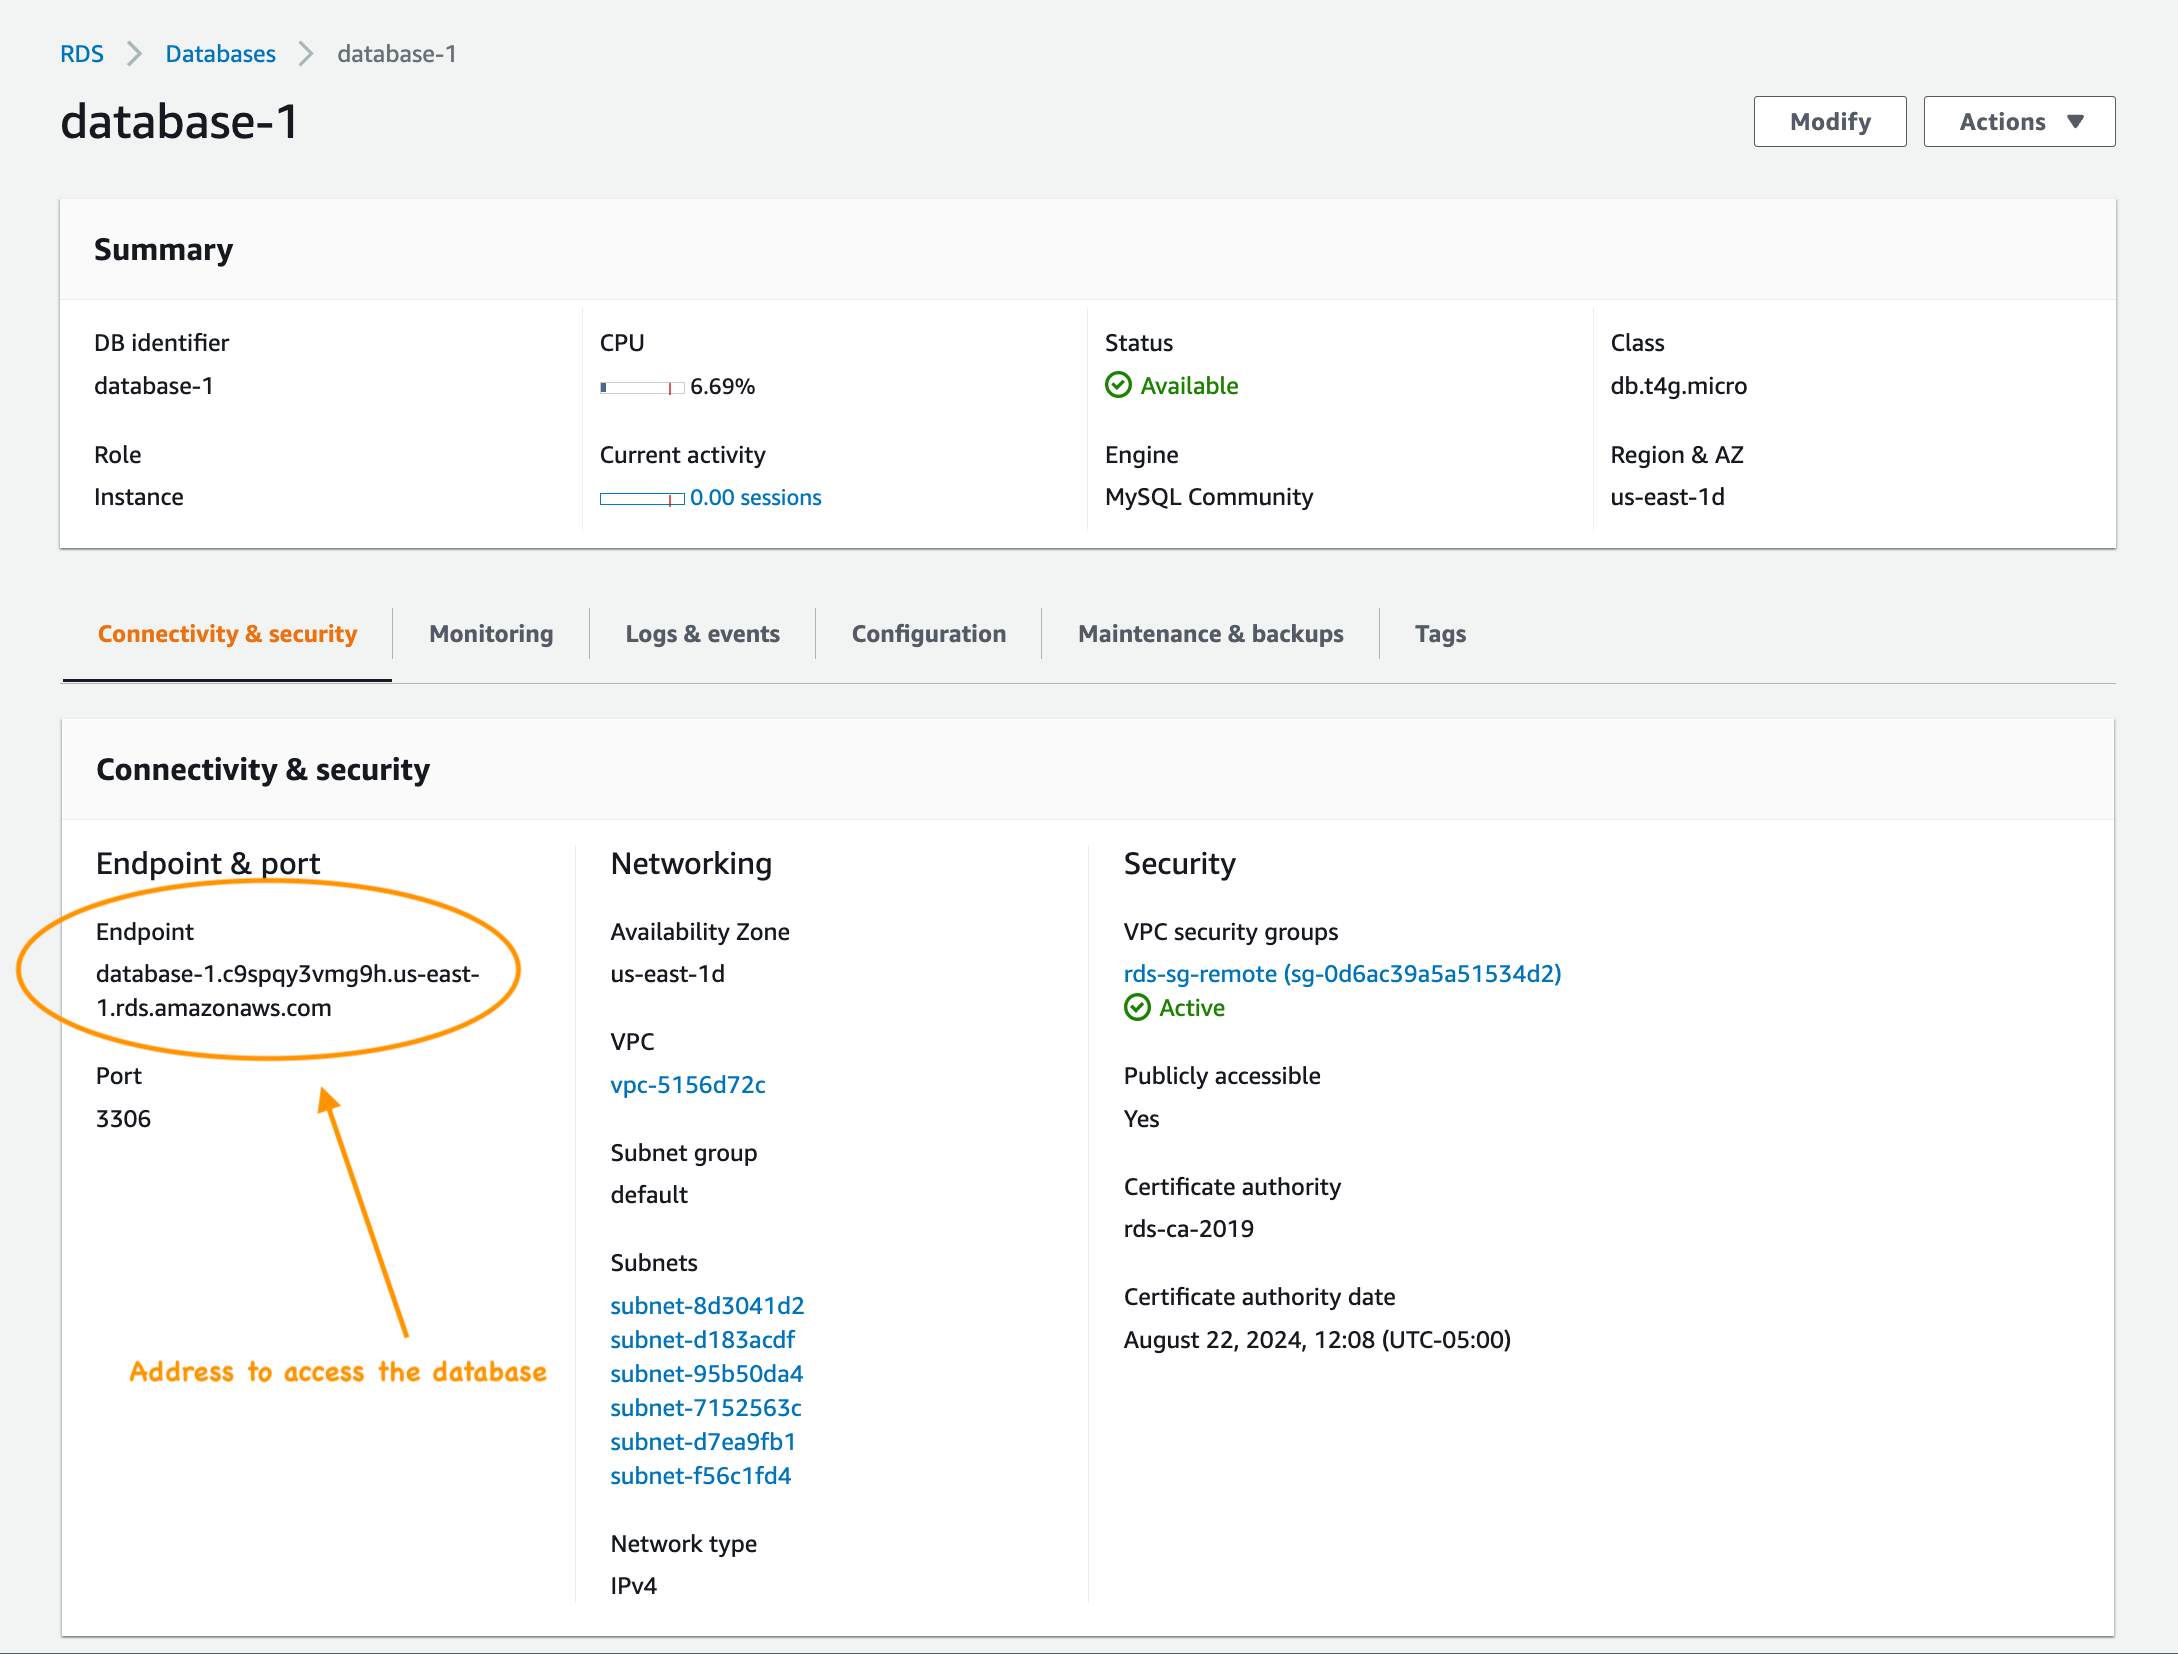 RDS > Databases > database-1
database-1
Modify
Actions ▼
Summary
DB identifier
database-1
CPU
6.69%
Status
Available
Class
db.t4g.micro
Role
Instance
Current activity
0.00 sessions
Engine
MySQL Community
Region & AZ
us-east-1d
Connectivity & security
Monitoring
Logs & events
Configuration
Maintenance & backups
Tags
Connectivity & security
Endpoint & port
Endpoint
database-1.c9spqy3vmg9h.us-east-
1.rds.amazonaws.com
Port
3306
Address to access the database
Networking
Availability Zone
us-east-1d
VPC
vpc-5156d72c
Subnet group
default
Subnets
subnet-8d3041d2
subnet-d183acdf
subnet-95b50da4
subnet-7152563c
subnet-d7ea9fb1
subnet-f56c1fd4
Network type
IPv4
Security
VPC security groups
rds-sg-remote (sg-0d6ac39a5a51534d2)
Active
Publicly accessible
Yes
Certificate authority
rds-ca-2019
Certificate authority date
August 22, 2024, 12:08 (UTC-05:00)